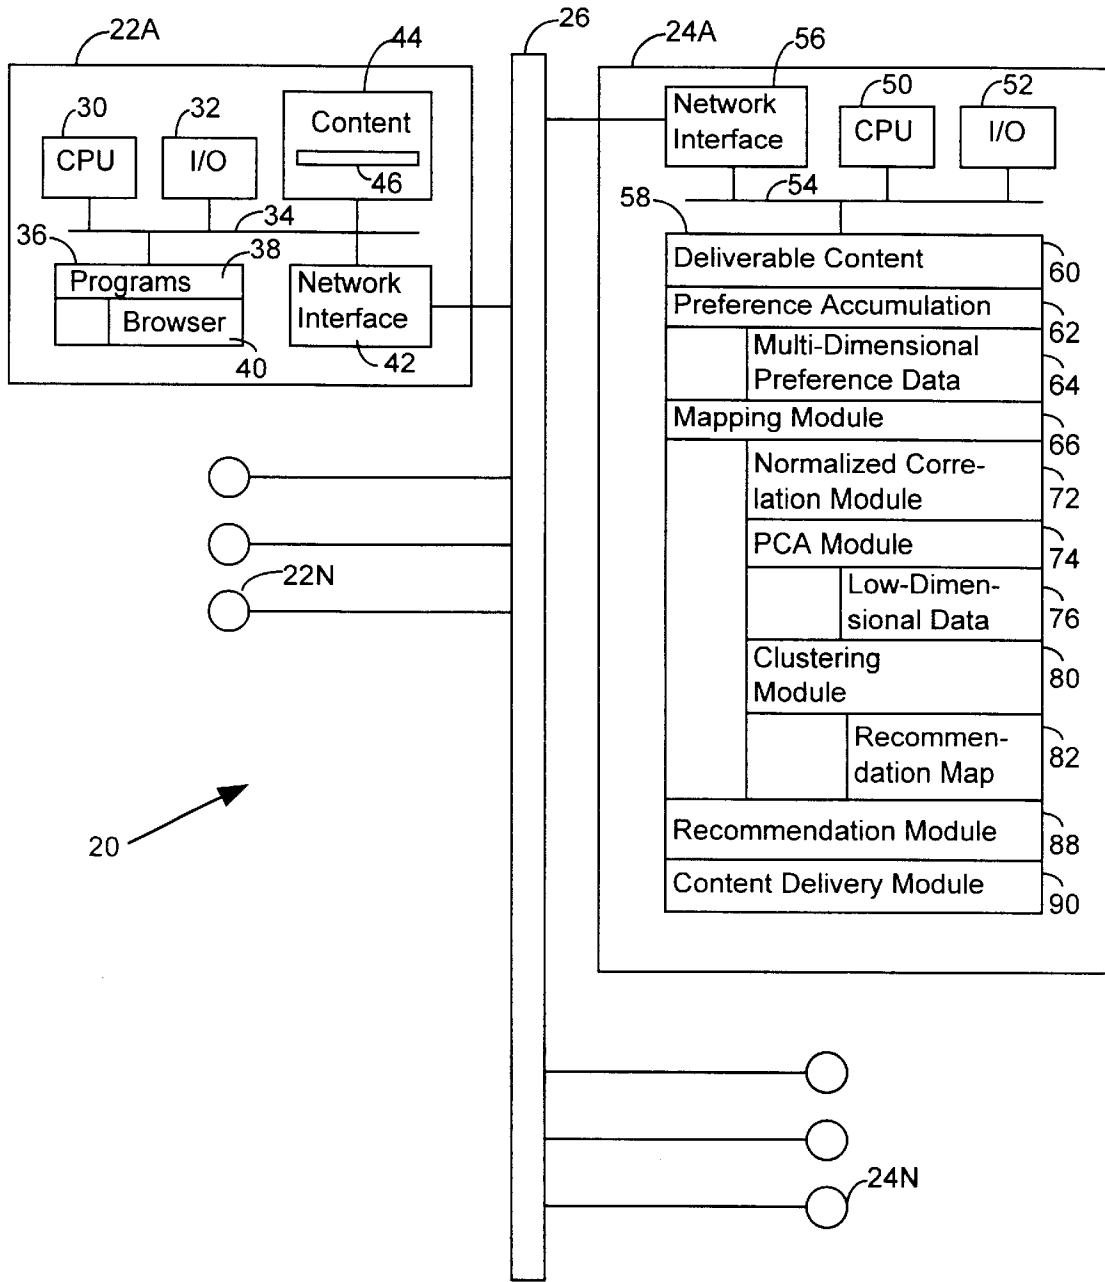 22A
44
30
32
Content
CPU
I/O
46
34
36
38
Programs
Browser
40
Network
Interface
42
26
24A
56
50
52
Network
Interface
CPU
I/O
54
58
Deliverable Content
60
Preference Accumulation
62
Multi-Dimensional
Preference Data
64
Mapping Module
66
Normalized Corre-
lation Module
72
PCA Module
74
Low-Dimen-
sional Data
76
Clustering
Module
80
Recommen-
dation Map
82
Recommendation Module
88
Content Delivery Module
90
22N
20
24N